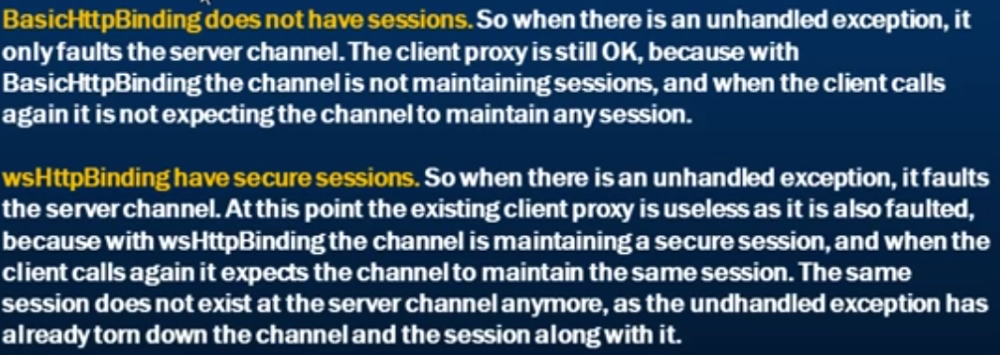 BasicHttpBinding does not have sessions. So when there is an unhandled exception, it
only faults the server channel. The client proxy is still OK, because with
BasicHttpBinding the channel is not maintaining sessions, and when the client calls
again it is not expecting the channel to maintain any session.
wsHttpBinding have secure sessions. So when there is an unhandled exception, it faults
the server channel. At this point the existing client proxy is useless as it is also faulted,
because with wsHttpBinding the channel is maintaining a secure session, and when the
client calls again it expects the channel to maintain the same session. The same
session does not exist at the server channel anymore, as the undhandled exception has
already torn down the channel and the session along with it.